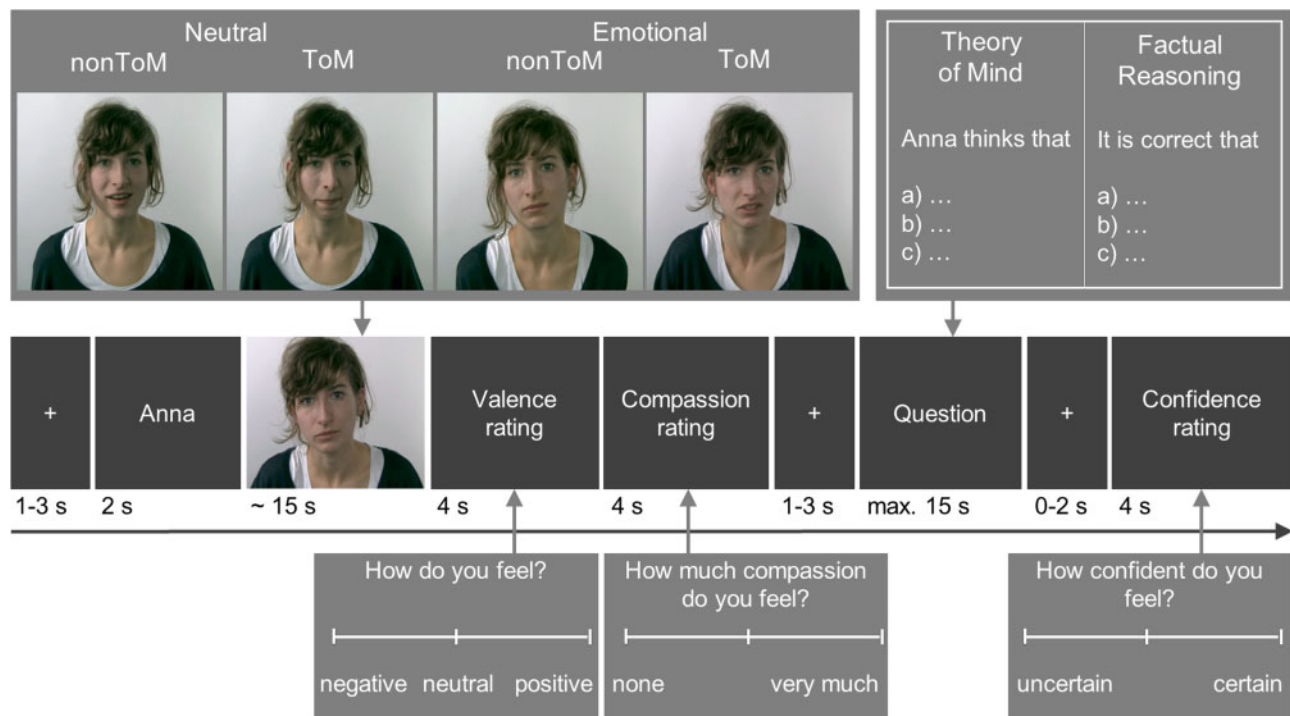 Neutral
Emotional
nonToM
ToM
nonToM
ToM
Theory
of Mind
Factual
Reasoning
Anna thinks that
It is correct that
a) ...
b) ...
c) ...
a) ...
b) ...
c) ...
+
Anna
Valence
rating
Compassion
rating
+
Question
+
Confidence
rating
1-3 s
2 s
~ 15 s
4 s
4 s
1-3 s
max. 15 s
0-2 s
4 s
How do you feel?
negative
neutral
positive
How much compassion
do you feel?
none
very much
How confident do you
feel?
uncertain
certain